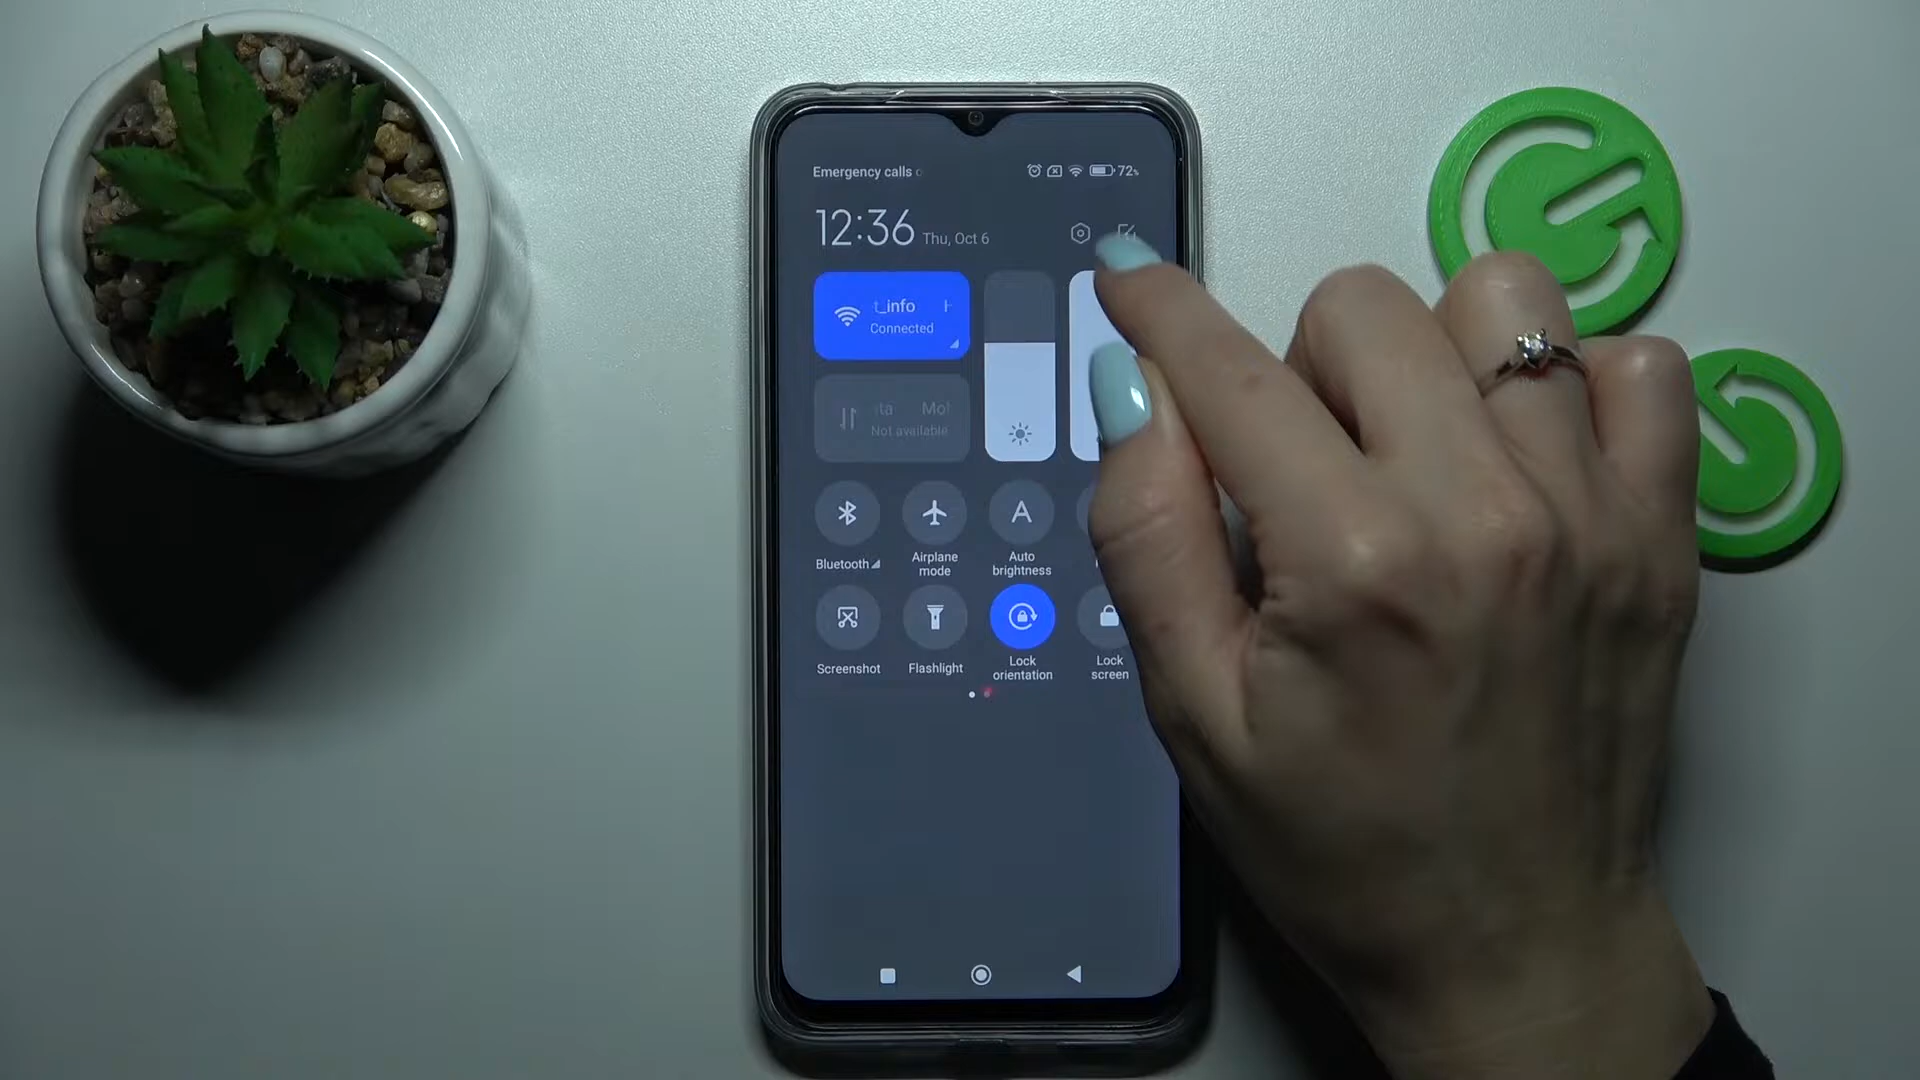 Emergency calls
72%
12:36 Thu, Oct 6
t_info
Connected
Not available
A
Bluetooth
Airplane mode
Auto brightness
Screenshot
Flashlight
Lock orientation
Lock screen